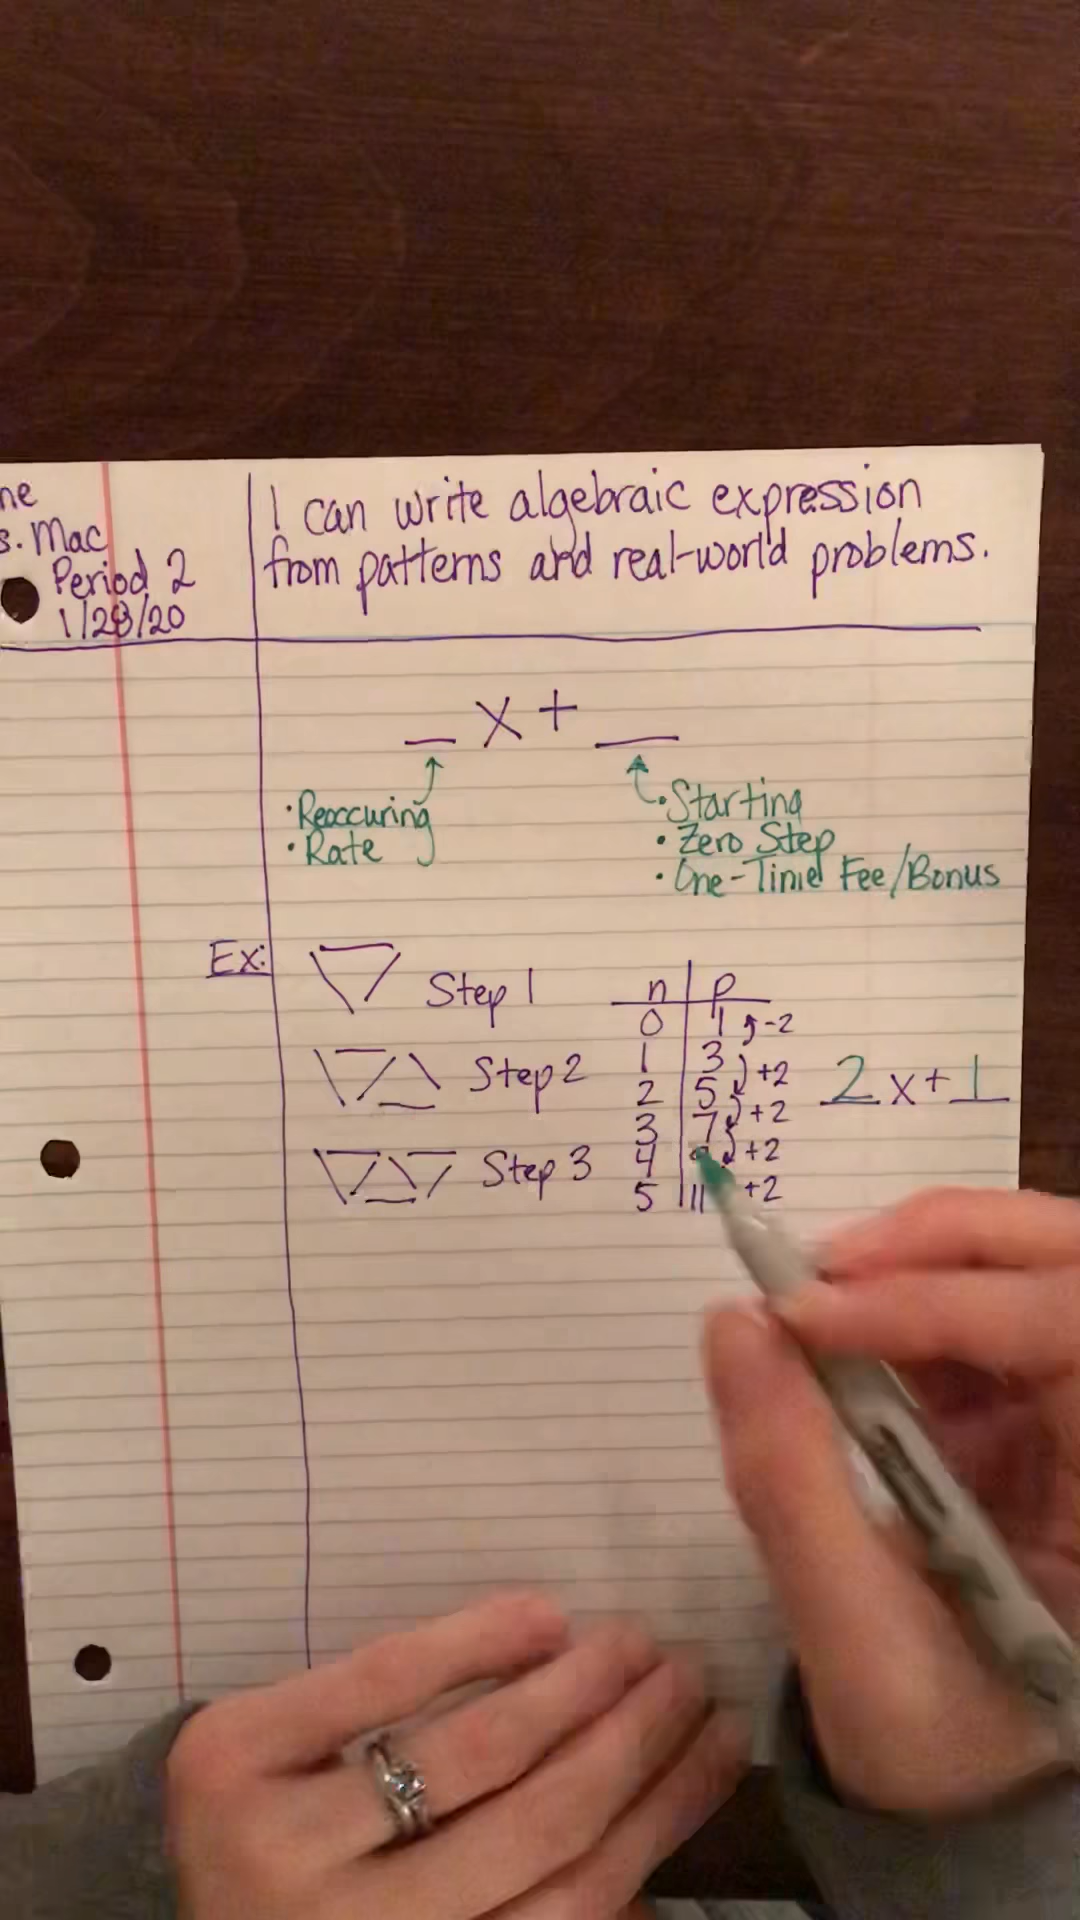 ne
s. Mac
Period 2
1/28/20
I can write algebraic expression
from patterns and real-world problems.
_ x + _
• Reoccuring
• Rate
• Starting
• Zero Step
• One-Time Fee/Bonus
Ex:
Step 1
Step 2
Step 3
n p
0 1 -2
1 3 +2
2 5 +2
3 7 +2
4 +2
5 11
2x+1